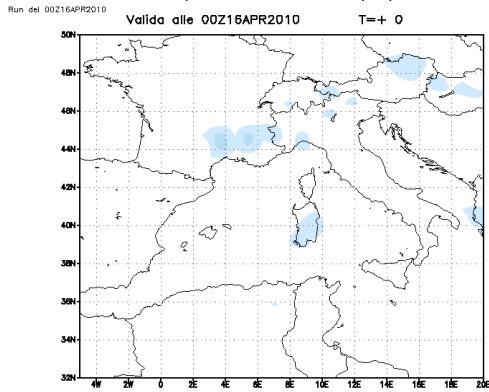 Run del 00Z16APR2010
Valida alle 00Z16APR2010 T=+ 0
50N
48N
46N
44N
42N
40N
38N
36N
34N
32N
4W 2W 0 2E 4E 6E 8E 10E 12E 14E 16E 18E 20E